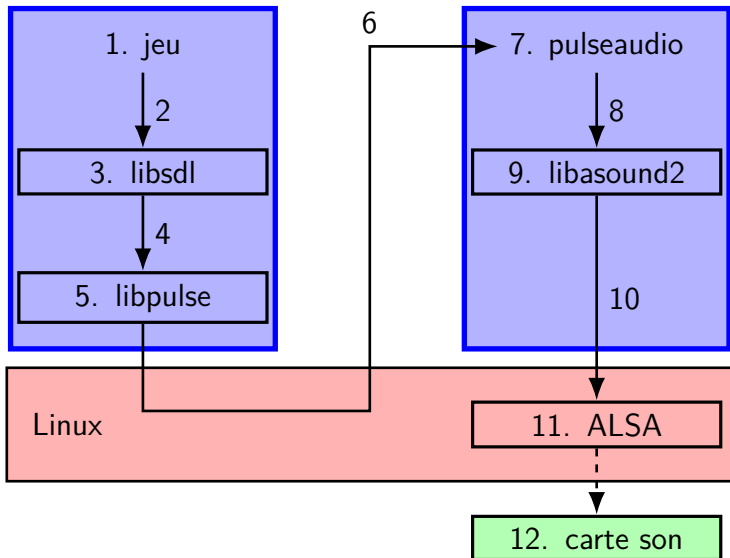 1. jeu
2
3. libsdl
4
5. libpulse
6
7. pulseaudio
8
9. libasound2
10
Linux
11. ALSA
12. carte son